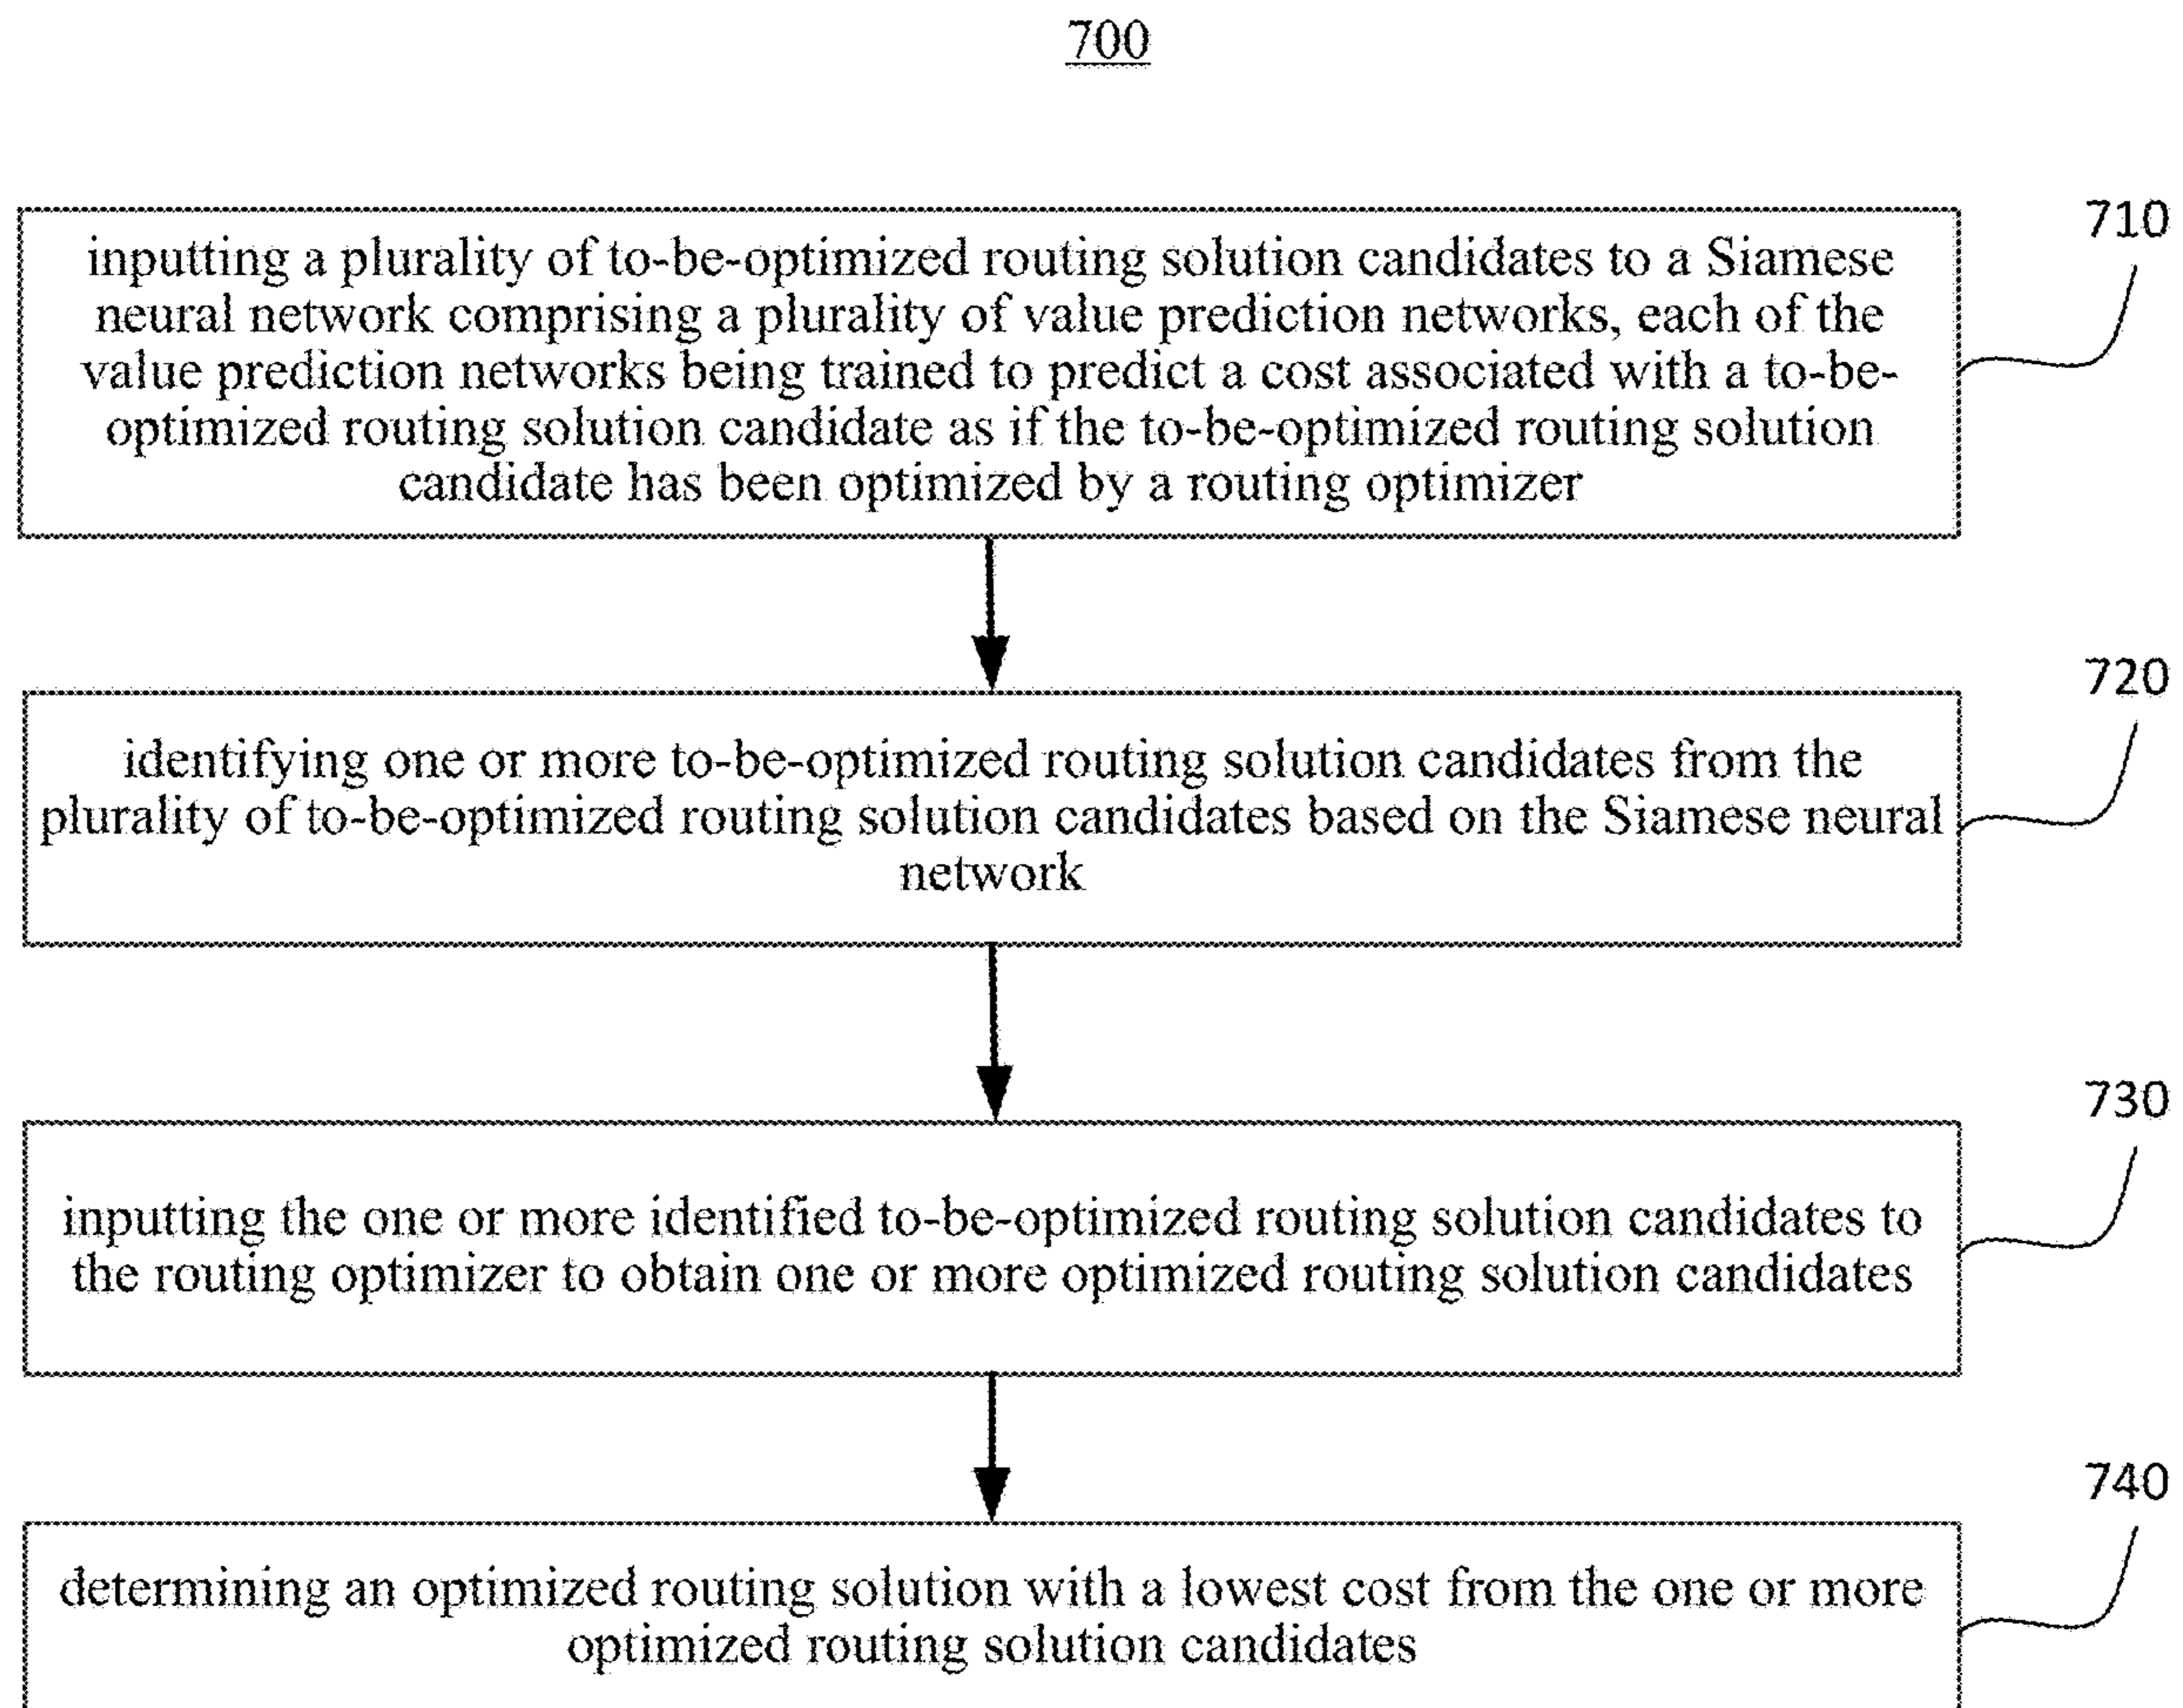 700
710
inputting a plurality of to-be-optimized routing solution candidates to a Siamese
neural network comprising a plurality of value prediction networks, each of the
value prediction networks being trained to predict a cost associated with a to-be-
optimized routing solution candidate as if the to-be-optimized routing solution
candidate has been optimized by a routing optimizer
720
identifying one or more to-be-optimized routing solution candidates from the
plurality of to-be-optimized routing solution candidates based on the Siamese neural
network
730
inputting the one or more identified to-be-optimized routing solution candidates to
the routing optimizer to obtain one or more optimized routing solution candidates
740
determining an optimized routing solution with a lowest cost from the one or more
optimized routing solution candidates